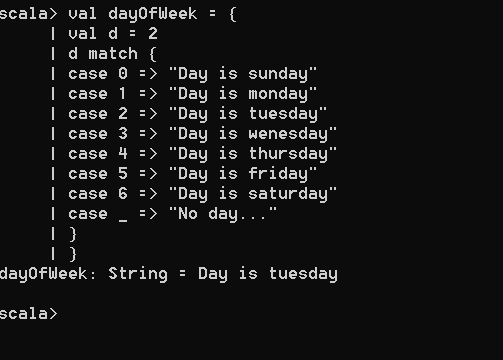 scala> val dayOfWeek = {
     | val d = 2
     | d match {
     | case 0 => "Day is sunday"
     | case 1 => "Day is monday"
     | case 2 => "Day is tuesday"
     | case 3 => "Day is wenesday"
     | case 4 => "Day is thursday"
     | case 5 => "Day is friday"
     | case 6 => "Day is saturday"
     | case _ => "No day..."
     | }
     | }
dayOfWeek: String = Day is tuesday
scala>